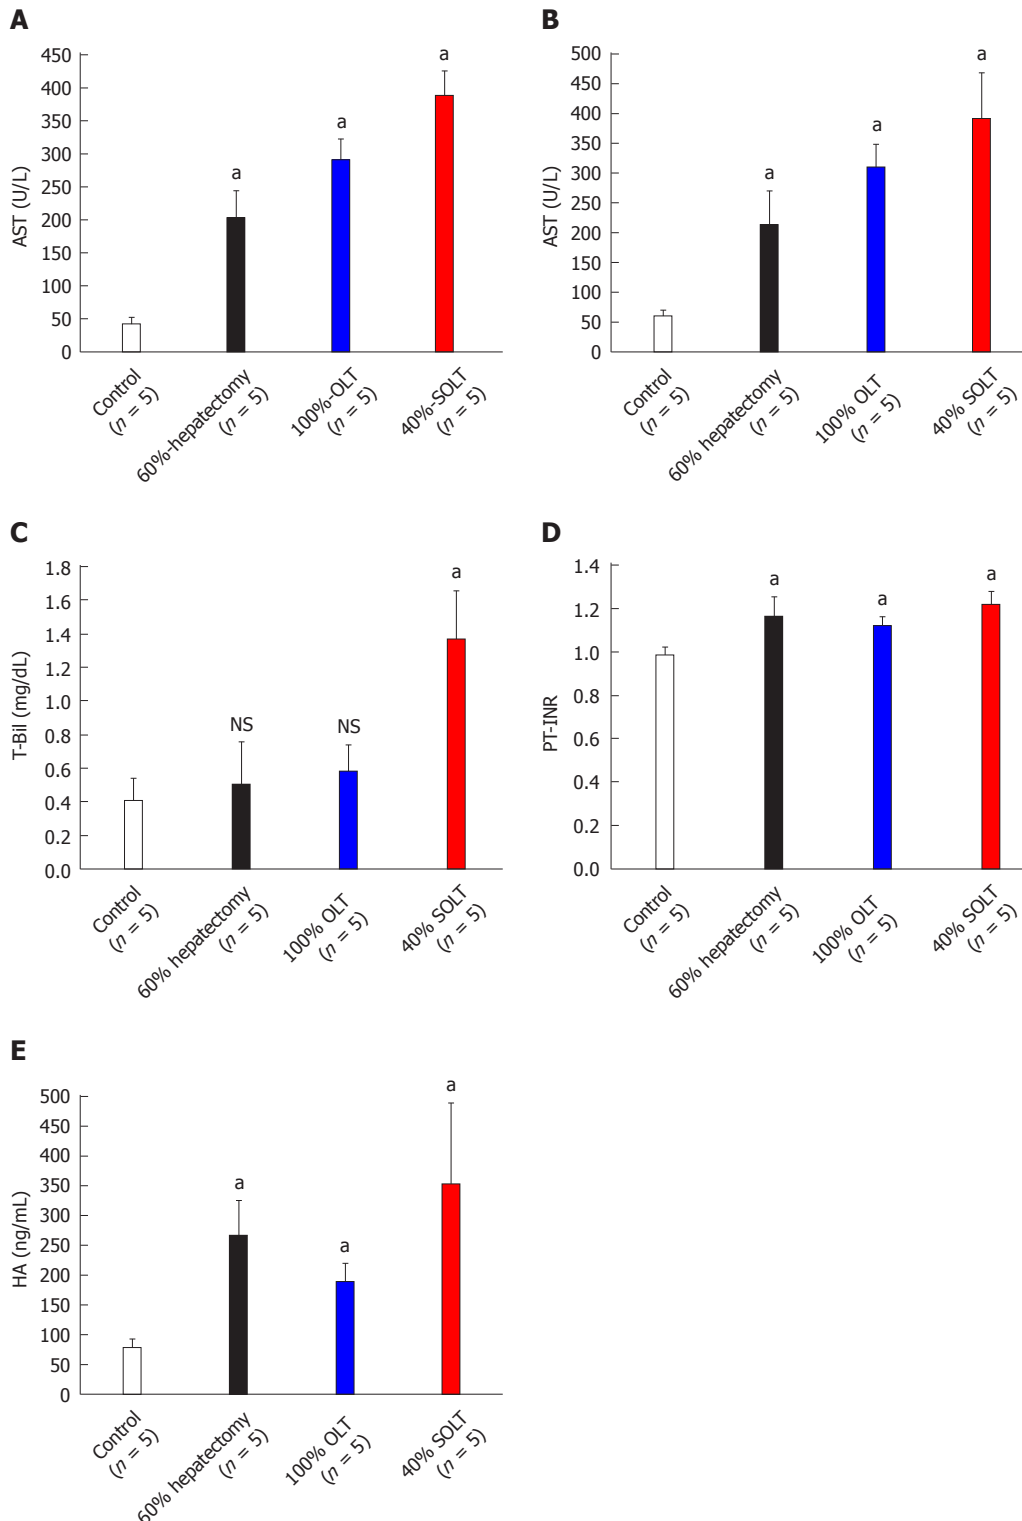 A
AST (U/L)
450
400
350
300
250
200
150
100
50
0
a
a
a
Control
(n = 5)
60%-hepatectomy
(n = 5)
100%-OLT
(n = 5)
40%-SOLT
(n = 5)
B
AST (U/L)
500
450
400
350
300
250
200
150
100
50
0
a
a
a
Control
(n = 5)
60% hepatectomy
(n = 5)
100% OLT
(n = 5)
40% SOLT
(n = 5)
C
T-Bil (mg/dL)
1.8
1.6
1.4
1.2
1.0
0.8
0.6
0.4
0.2
0.0
NS
NS
a
Control
(n = 5)
60% hepatectomy
(n = 5)
100% OLT
(n = 5)
40% SOLT
(n = 5)
D
PT-INR
1.4
1.2
1.0
0.8
0.6
0.4
0.2
0.0
a
a
a
Control
(n = 5)
60% hepatectomy
(n = 5)
100% OLT
(n = 5)
40% SOLT
(n = 5)
E
HA (ng/mL)
500
450
400
350
300
250
200
150
100
50
0
a
a
a
Control
(n = 5)
60% hepatectomy
(n = 5)
100% OLT
(n = 5)
40% SOLT
(n = 5)